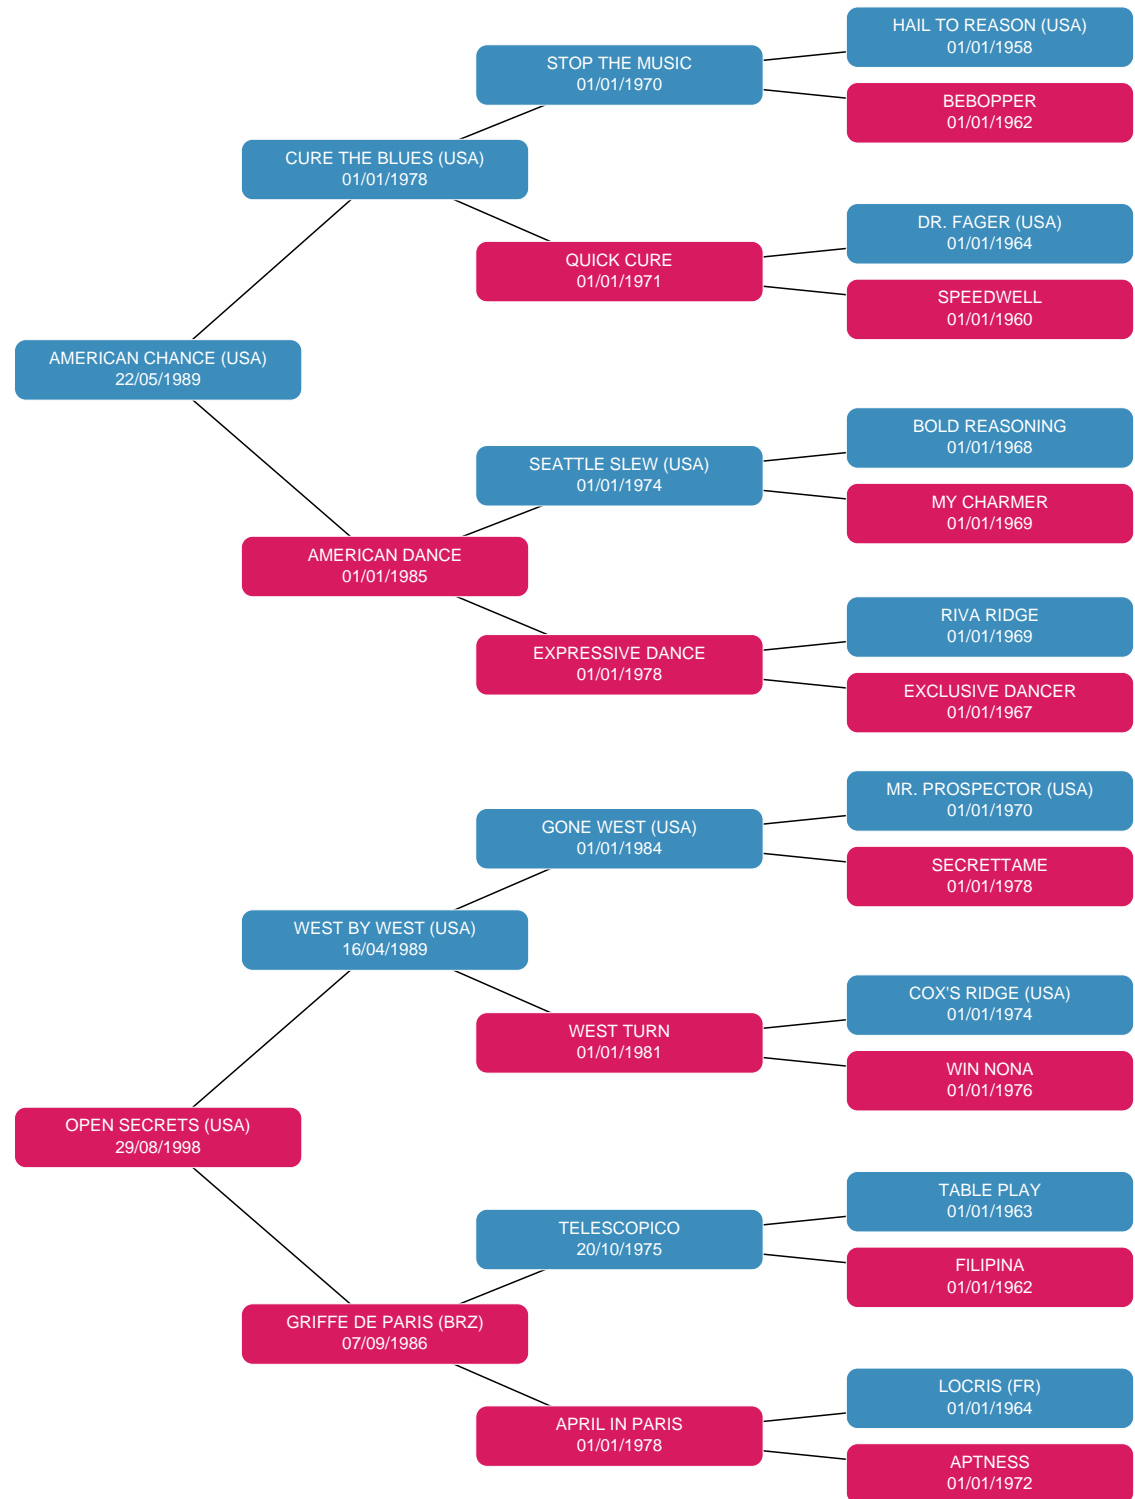 HAIL TO REASON (USA)
01/01/1958
STOP THE MUSIC
01/01/1970
BEBOPPER
01/01/1962
CURE THE BLUES (USA)
01/01/1978
DR. FAGER (USA)
01/01/1964
QUICK CURE
01/01/1971
SPEEDWELL
01/01/1960
AMERICAN CHANCE (USA)
22/05/1989
BOLD REASONING
01/01/1968
SEATTLE SLEW (USA)
01/01/1974
MY CHARMER
01/01/1969
AMERICAN DANCE
01/01/1985
RIVA RIDGE
01/01/1969
EXPRESSIVE DANCE
01/01/1978
EXCLUSIVE DANCER
01/01/1967
MR. PROSPECTOR (USA)
01/01/1970
GONE WEST (USA)
01/01/1984
SECRETTAME
01/01/1978
WEST BY WEST (USA)
16/04/1989
COX'S RIDGE (USA)
01/01/1974
WEST TURN
01/01/1981
WIN NONA
01/01/1976
OPEN SECRETS (USA)
29/08/1998
TABLE PLAY
01/01/1963
TELESCOPICO
20/10/1975
FILIPINA
01/01/1962
GRIFFE DE PARIS (BRZ)
07/09/1986
LOCRIS (FR)
01/01/1964
APRIL IN PARIS
01/01/1978
APTNESS
01/01/1972